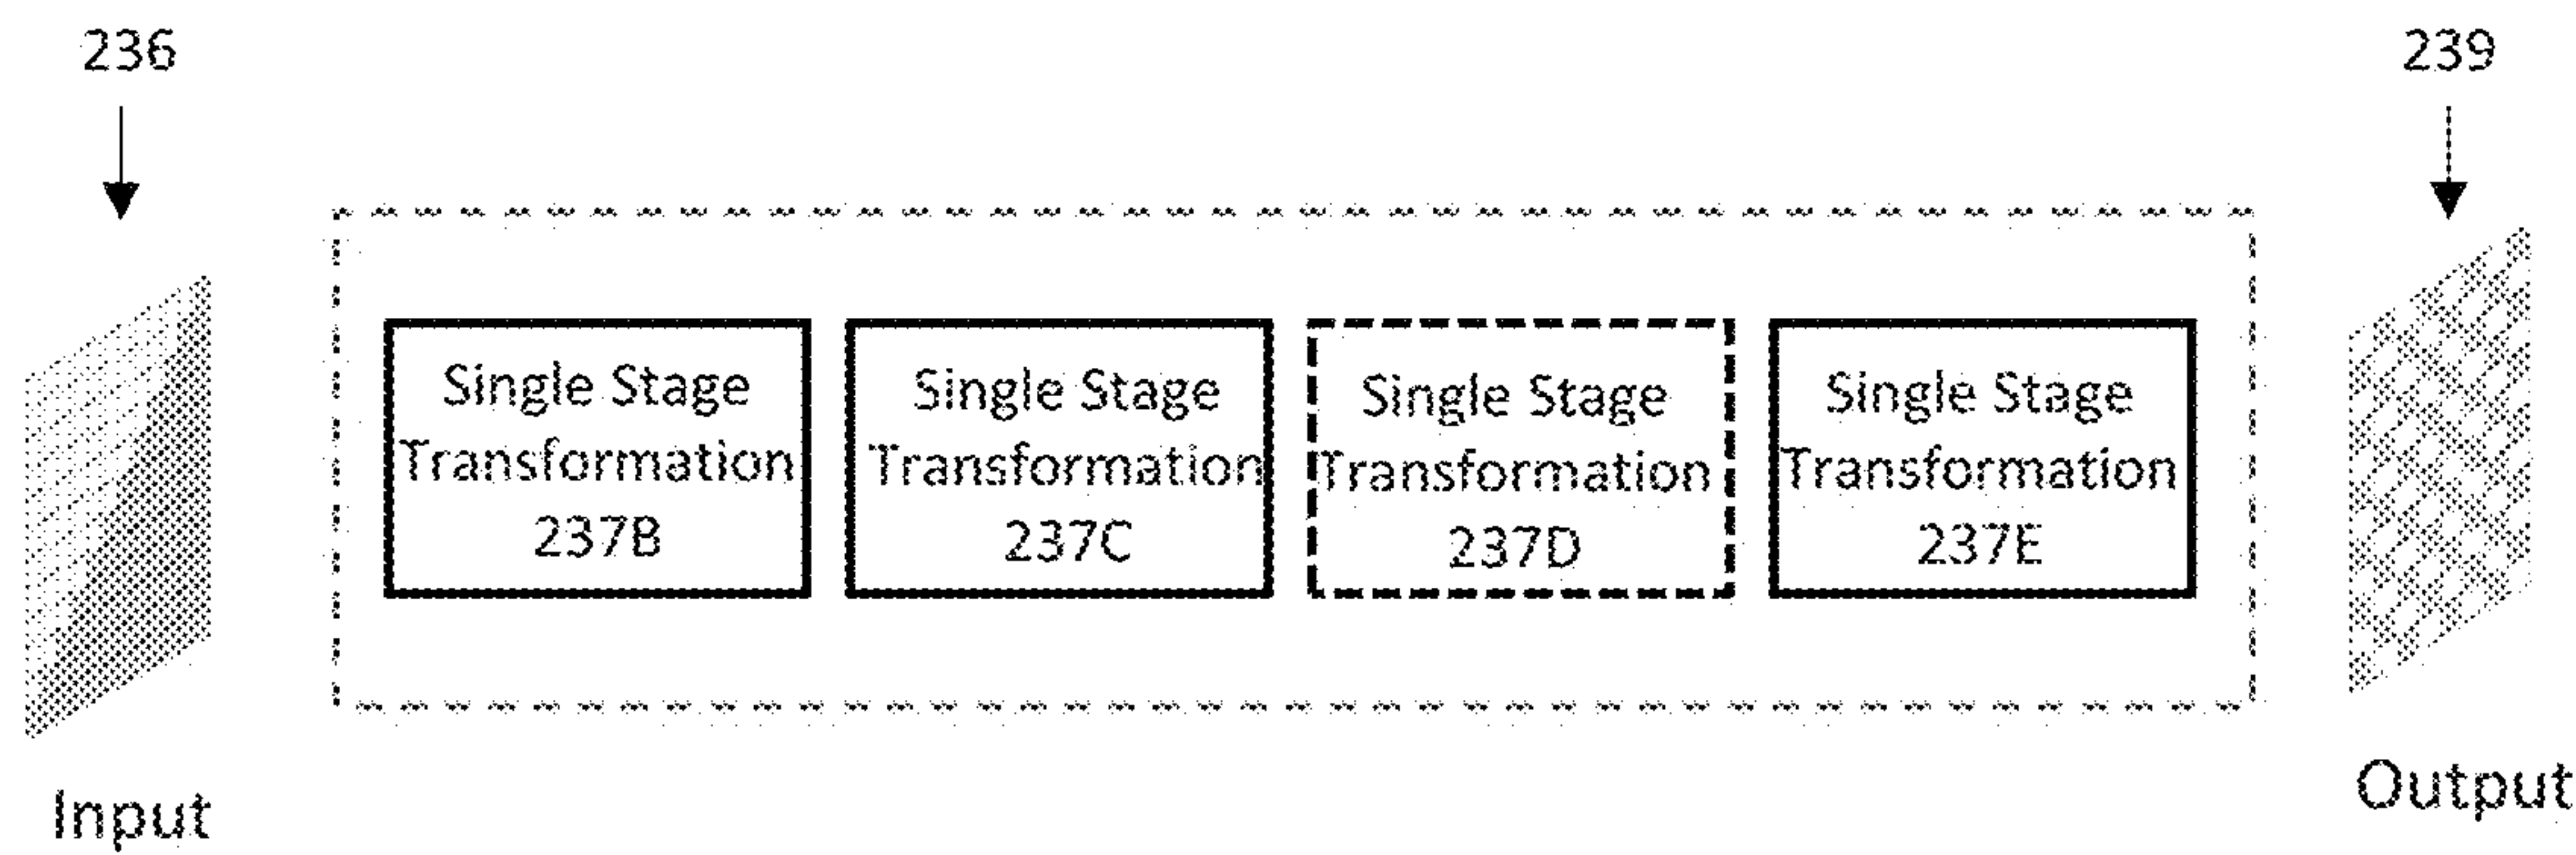 236
239
Single Stage
Transformation
237B
Single Stage
Transformation
237C
Single Stage
Transformation
237D
Single Stage
Transformation
237E
Input
Output